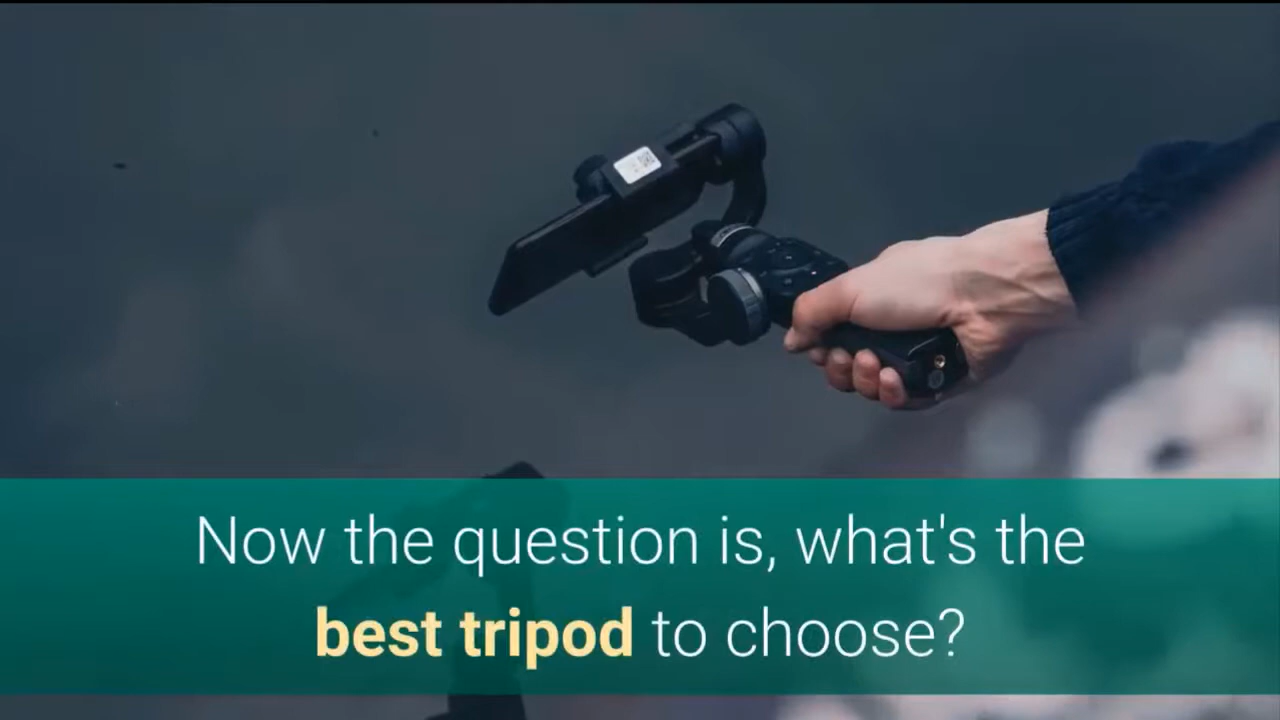 Now the question is, what's the
best tripod to choose?